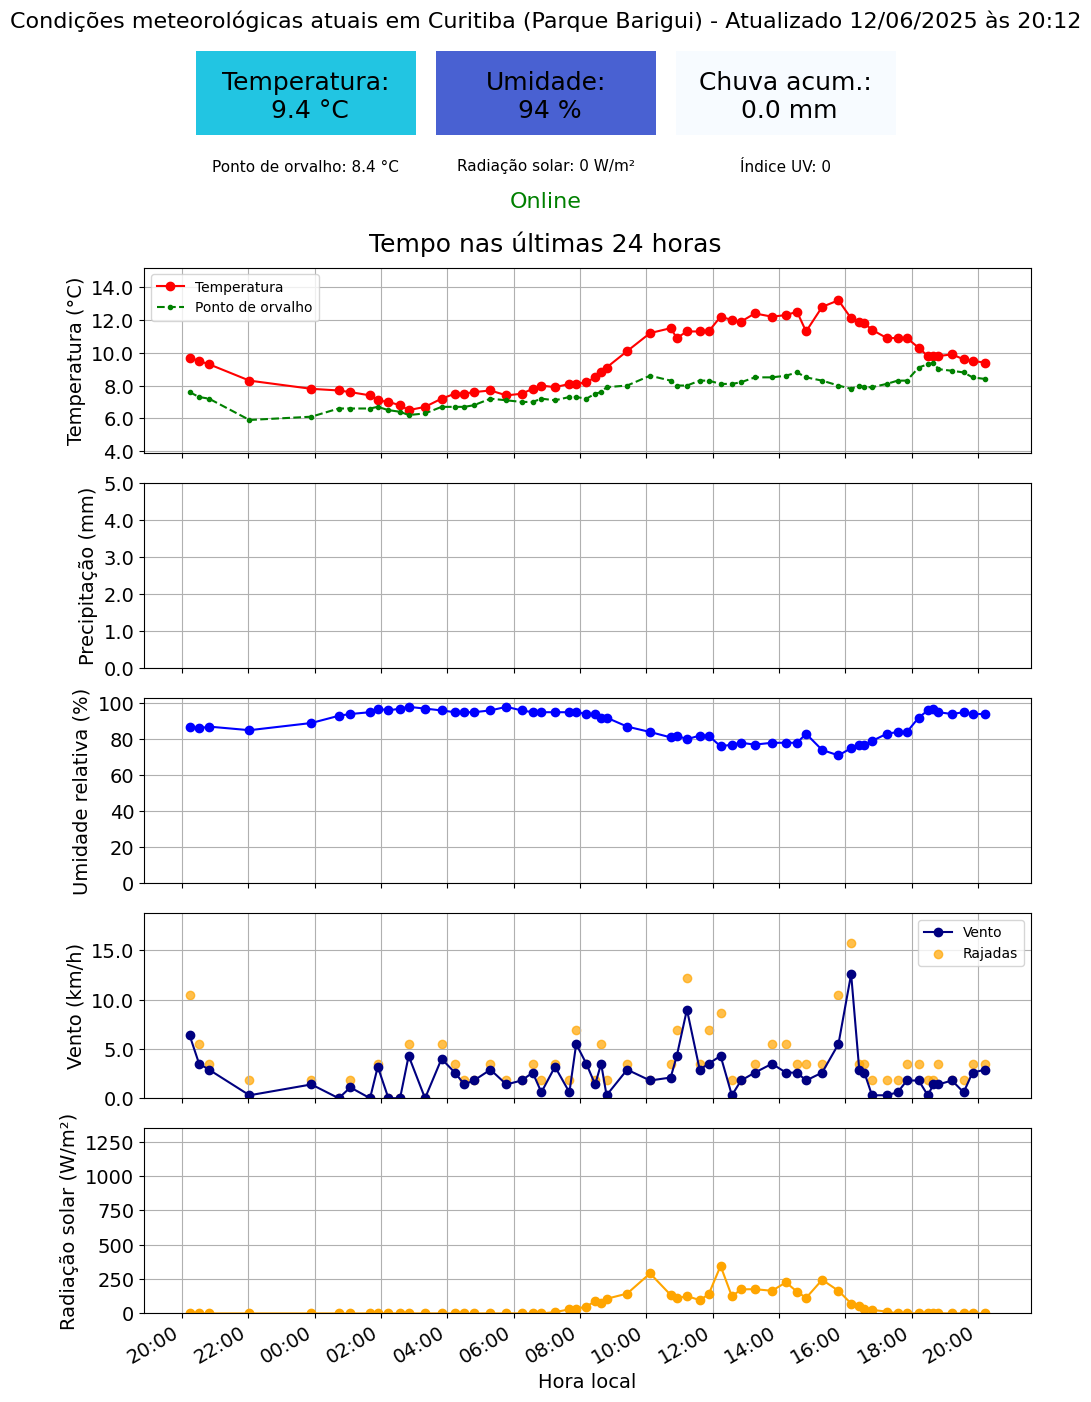 Condições meteorológicas atuais em Curitiba (Parque Barigui) - Atualizado 12/06/2025 às 20:12
Temperatura:
9.4 °C
Umidade:
94 %
Chuva acum.:
0.0 mm
Ponto de orvalho: 8.4 °C
Radiação solar: 0 W/m²
Índice UV: 0
Online
Tempo nas últimas 24 horas
Temperatura (°C)
14.0
12.0
10.0
8.0
6.0
4.0
Temperatura
Ponto de orvalho
Precipitação (mm)
5.0
4.0
3.0
2.0
1.0
0.0
Umidade relativa (%)
100
80
60
40
20
0
Vento (km/h)
15.0
10.0
5.0
0.0
Vento
Rajadas
Radiação solar (W/m²)
1250
1000
750
500
250
0
20:00
22:00
00:00
02:00
04:00
06:00
08:00
10:00
12:00
14:00
16:00
18:00
20:00
Hora local